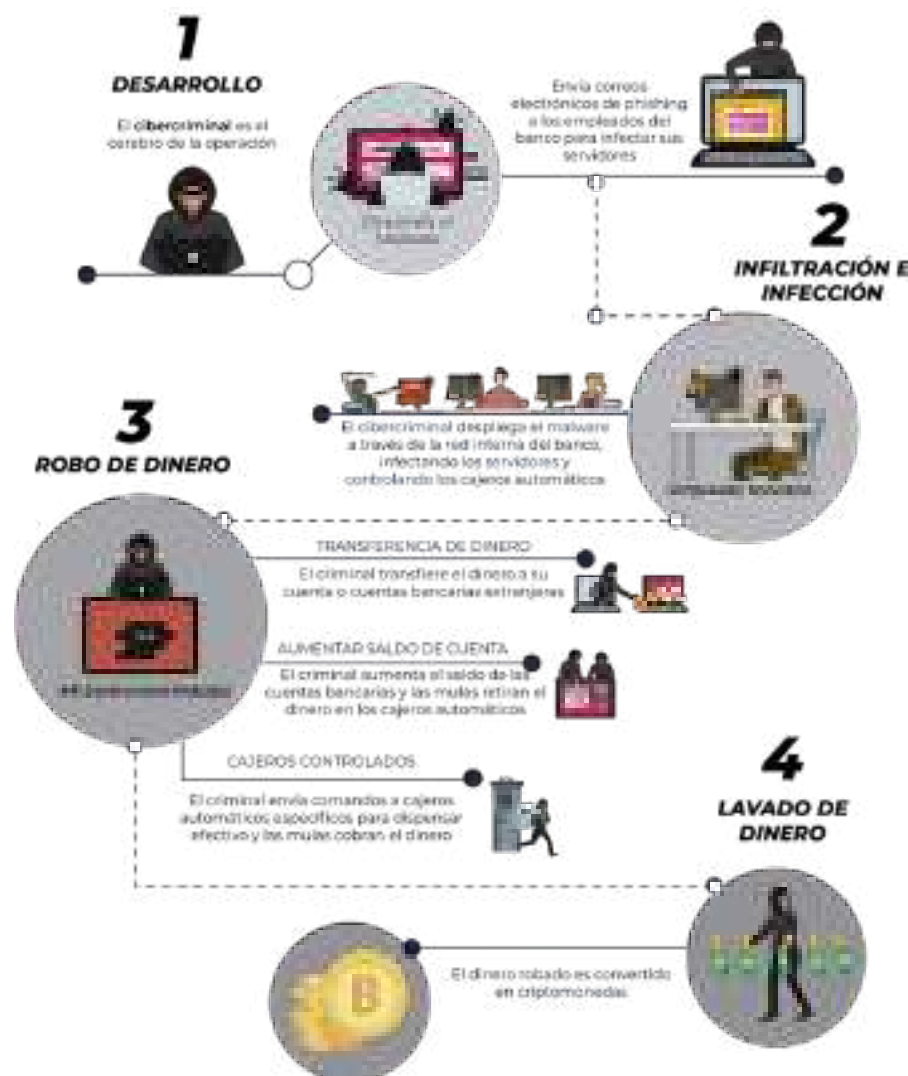 1
DESARROLLO
El cibercriminal es el
cerebro de la operación
Envía correos
electrónicos de phishing
a los empleados del
banco para infectar sus
servidores
2
INFILTRACIÓN E
INFECCIÓN
El cibercriminal despliega el malware
a través de la red interna del banco,
infectando los servidores y
controlando los cajeros automáticos
3
ROBO DE DINERO
TRANSFERENCIA DE DINERO
El criminal transfiere el dinero a su
cuenta o cuentas bancarias extranjeras
AUMENTAR SALDO DE CUENTA
El criminal aumenta el saldo de las
cuentas bancarias y las mulas retiran el
dinero en los cajeros automáticos
CAJEROS CONTROLADOS
El criminal envía comandos a cajeros
automáticos específicos para dispensar
efectivo y las mulas cobran el dinero
4
LAVADO DE
DINERO
B
El dinero robado es convertido
en criptomonedas